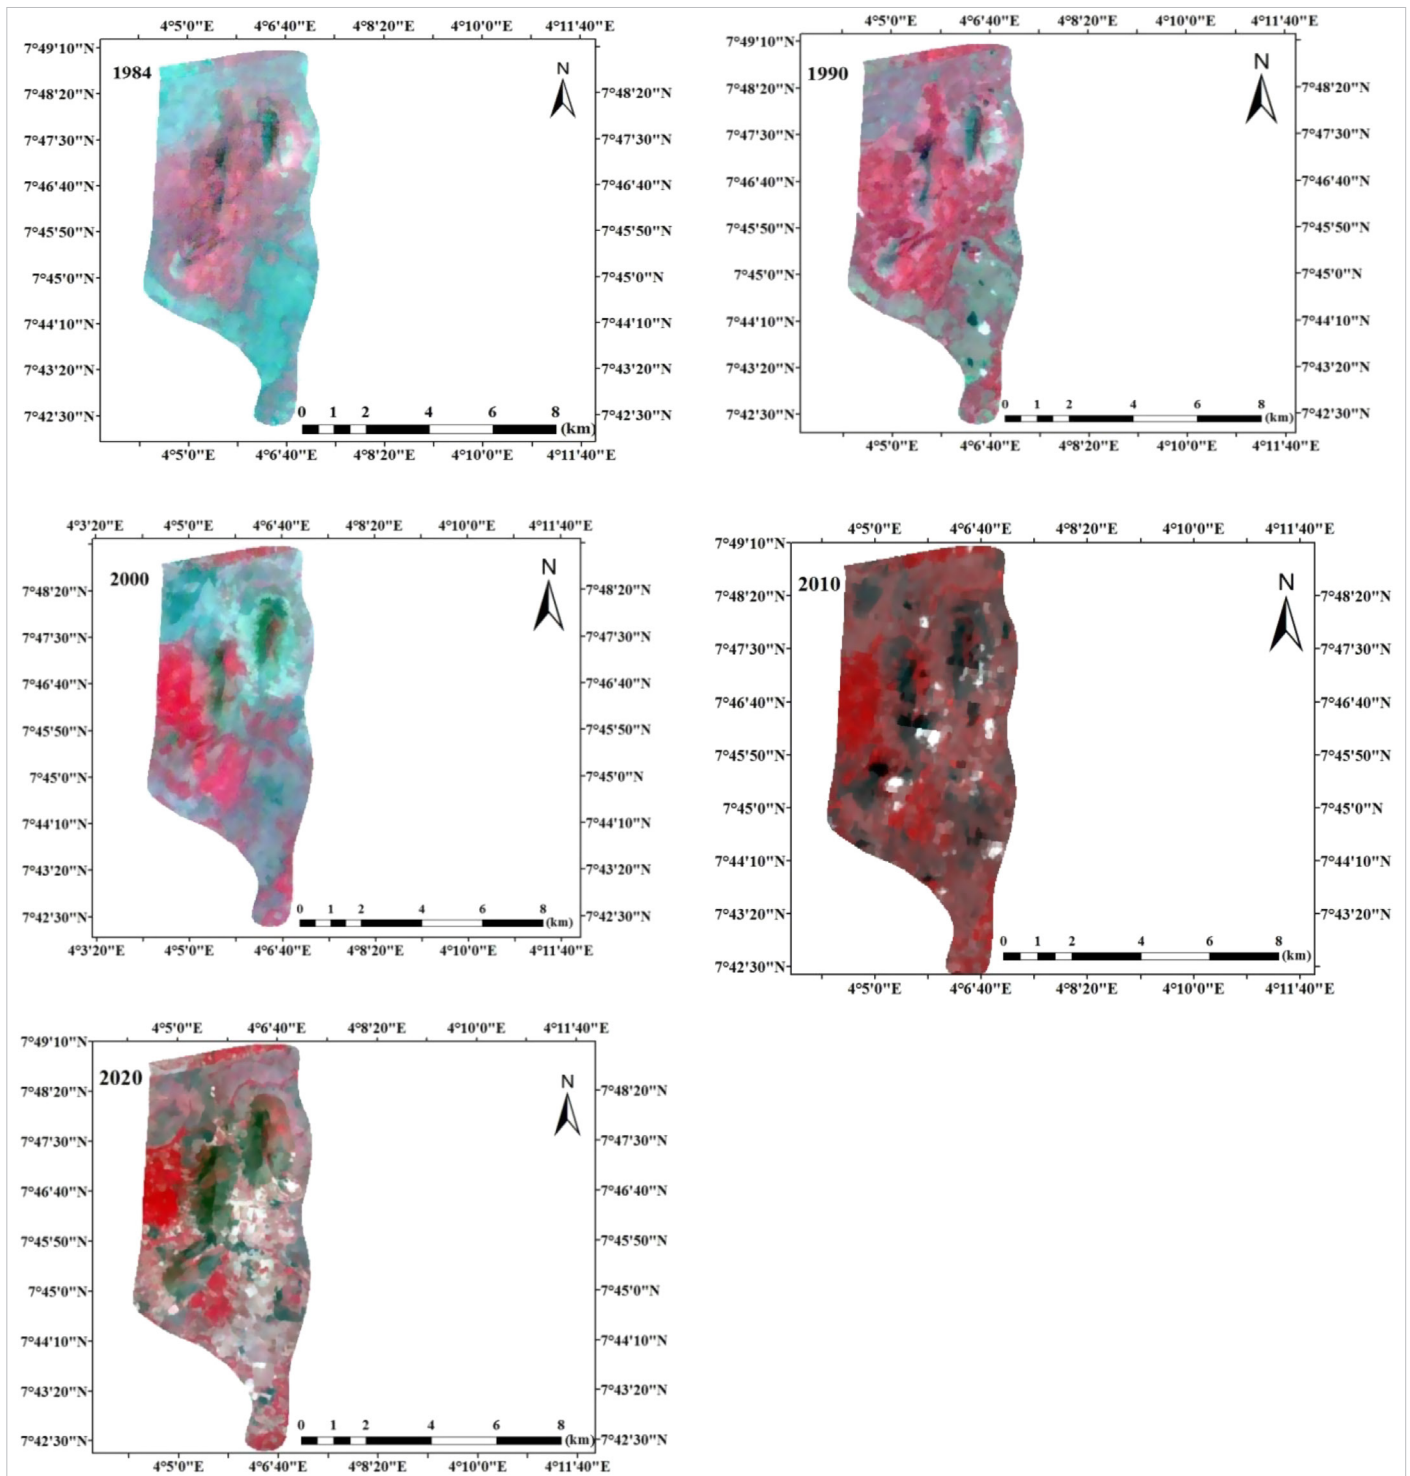 4°5'0"E 4°6'40"E 4°8'20"E 4°10'0"E 4°11'40"E
7°49'10"N
1984
N
7°48'20"N 7°48'20"N
7°47'30"N 7°47'30"N
7°46'40"N 7°46'40"N
7°45'50"N 7°45'50"N
7°45'0"N 7°45'0"N
7°44'10"N 7°44'10"N
7°43'20"N 7°43'20"N
7°42'30"N 7°42'30"N
0 1 2 4 6 8
(km)
4°5'0"E 4°6'40"E 4°8'20"E 4°10'0"E 4°11'40"E
4°5'0"E 4°6'40"E 4°8'20"E 4°10'0"E 4°11'40"E
7°49'10"N
1990
N
7°48'20"N 7°48'20"N
7°47'30"N 7°47'30"N
7°46'40"N 7°46'40"N
7°45'50"N 7°45'50"N
7°45'0"N 7°45'0"N
7°44'10"N 7°44'10"N
7°43'20"N 7°43'20"N
7°42'30"N 7°42'30"N
0 1 2 4 6 8
(km)
4°5'0"E 4°6'40"E 4°8'20"E 4°10'0"E 4°11'40"E
4°3'20"E 4°5'0"E 4°6'40"E 4°8'20"E 4°10'0"E 4°11'40"E
2000
N
7°48'20"N 7°48'20"N
7°47'30"N 7°47'30"N
7°46'40"N 7°46'40"N
7°45'50"N 7°45'50"N
7°45'0"N 7°45'0"N
7°44'10"N 7°44'10"N
7°43'20"N 7°43'20"N
7°42'30"N 7°42'30"N
0 1 2 4 6 8
(km)
4°3'20"E 4°5'0"E 4°6'40"E 4°8'20"E 4°10'0"E 4°11'40"E
4°5'0"E 4°6'40"E 4°8'20"E 4°10'0"E 4°11'40"E
7°49'10"N
2010
N
7°48'20"N 7°48'20"N
7°47'30"N 7°47'30"N
7°46'40"N 7°46'40"N
7°45'50"N 7°45'50"N
7°45'0"N 7°45'0"N
7°44'10"N 7°44'10"N
7°43'20"N 7°43'20"N
7°42'30"N
0 1 2 4 6 8
(km)
4°5'0"E 4°6'40"E 4°8'20"E 4°10'0"E 4°11'40"E
4°5'0"E 4°6'40"E 4°8'20"E 4°10'0"E 4°11'40"E
7°49'10"N
2020
N
7°48'20"N 7°48'20"N
7°47'30"N 7°47'30"N
7°46'40"N 7°46'40"N
7°45'50"N 7°45'50"N
7°45'0"N 7°45'0"N
7°44'10"N 7°44'10"N
7°43'20"N 7°43'20"N
7°42'30"N 7°42'30"N
0 1 2 4 6 8
(km)
4°5'0"E 4°6'40"E 4°8'20"E 4°10'0"E 4°11'40"E